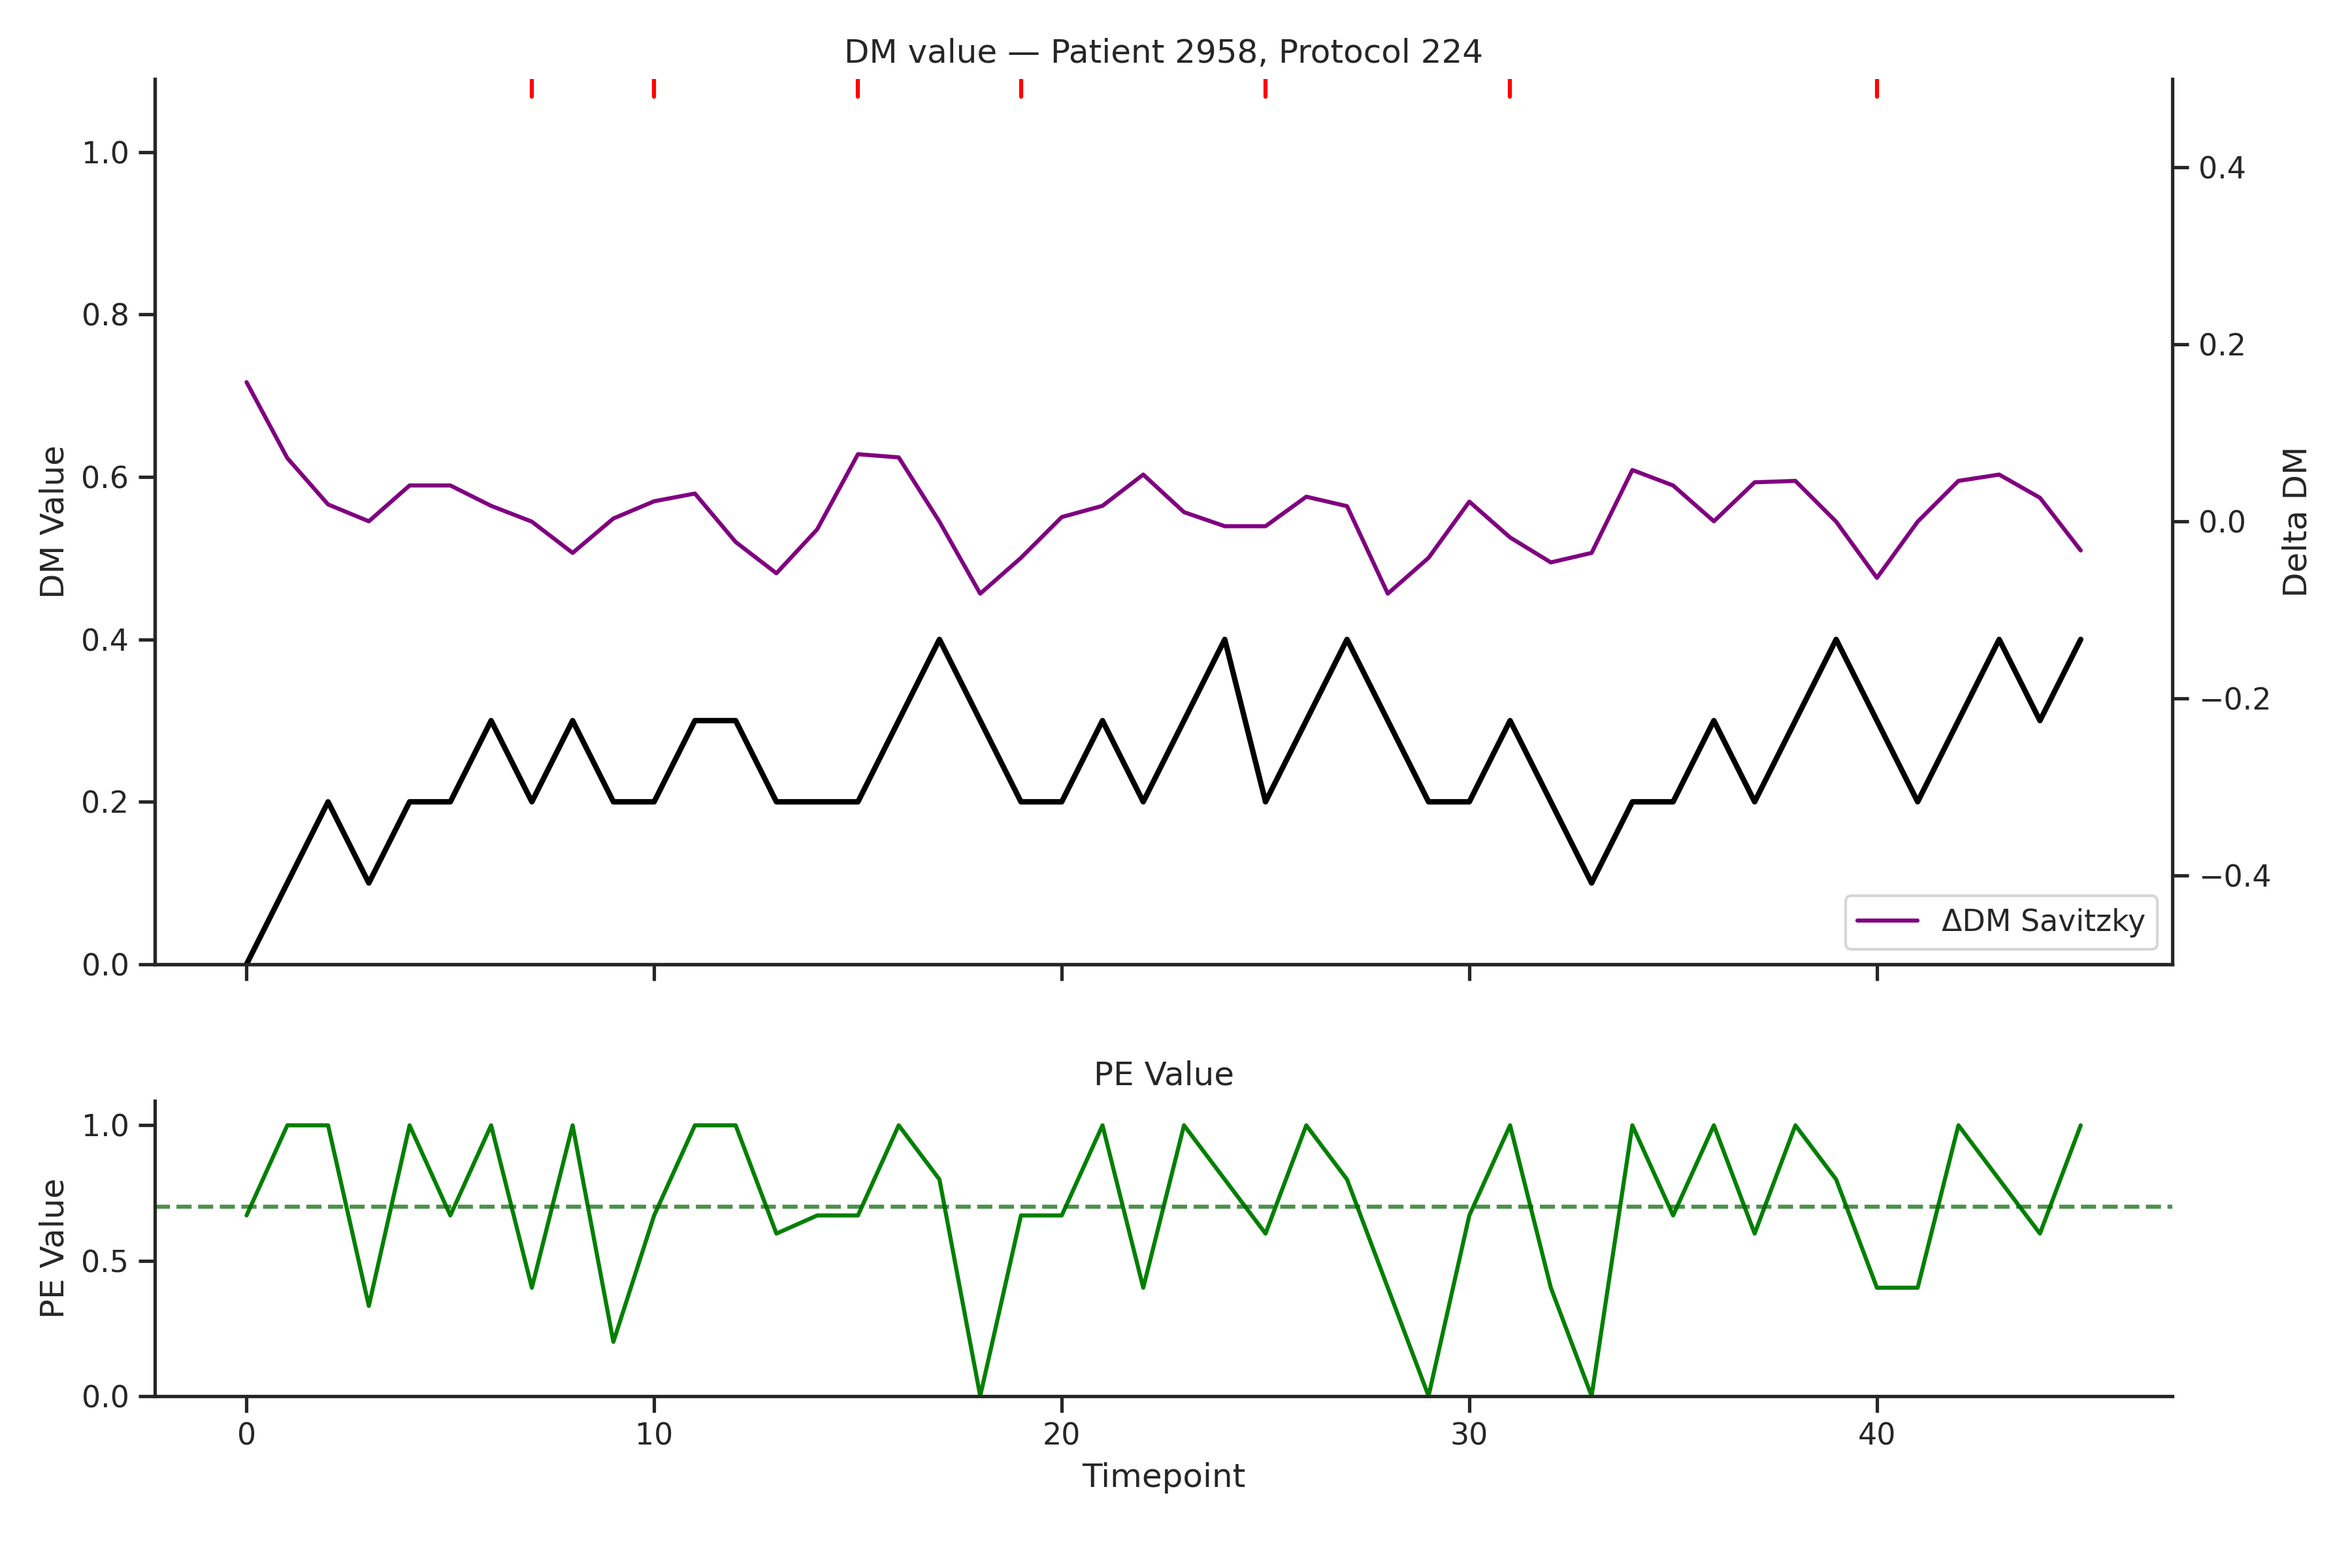 DM value — Patient 2958, Protocol 224
1.0
0.8
0.6
0.4
0.2
0.0
DM Value
0.4
0.2
0.0
−0.2
−0.4
Delta DM
ΔDM Savitzky
PE Value
1.0
0.5
0.0
PE Value
0 10 20 30 40
Timepoint